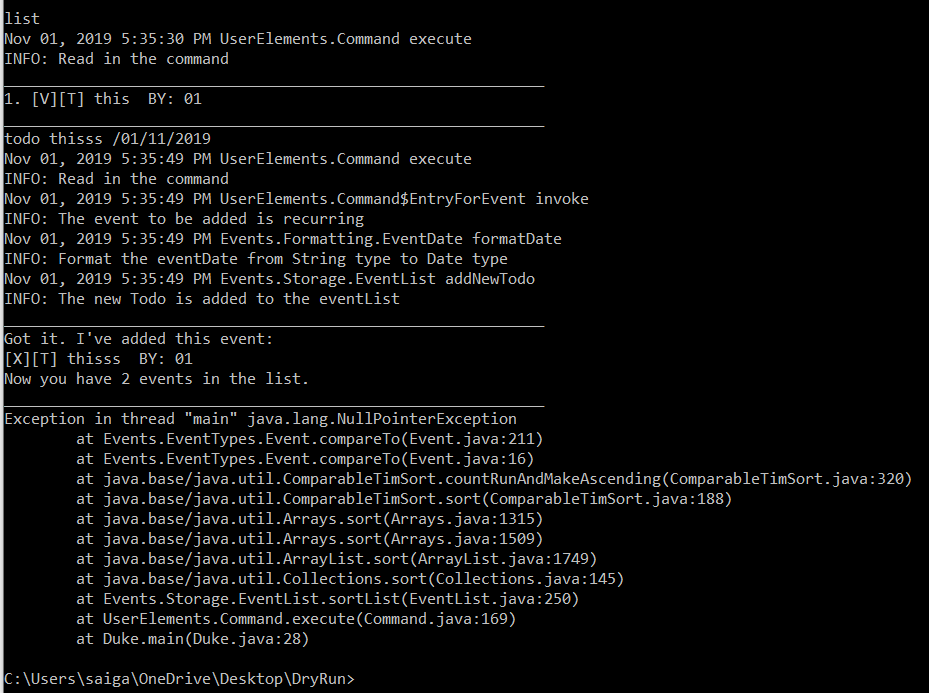 list
Nov 01, 2019 5:35:30 PM UserElements.Command execute
INFO: Read in the command
____________________________________________________________
1. [V][T] this  BY: 01
____________________________________________________________
todo thisss /01/11/2019
Nov 01, 2019 5:35:49 PM UserElements.Command execute
INFO: Read in the command
Nov 01, 2019 5:35:49 PM UserElements.Command$EntryForEvent invoke
INFO: The event to be added is recurring
Nov 01, 2019 5:35:49 PM Events.Formatting.EventDate formatDate
INFO: Format the eventDate from String type to Date type
Nov 01, 2019 5:35:49 PM Events.Storage.EventList addNewTodo
INFO: The new Todo is added to the eventList
____________________________________________________________
Got it. I've added this event:
[X][T] thisss  BY: 01
Now you have 2 events in the list.
____________________________________________________________
Exception in thread "main" java.lang.NullPointerException
        at Events.EventTypes.Event.compareTo(Event.java:211)
        at Events.EventTypes.Event.compareTo(Event.java:16)
        at java.base/java.util.ComparableTimSort.countRunAndMakeAscending(ComparableTimSort.java:320)
        at java.base/java.util.ComparableTimSort.sort(ComparableTimSort.java:188)
        at java.base/java.util.Arrays.sort(Arrays.java:1315)
        at java.base/java.util.Arrays.sort(Arrays.java:1509)
        at java.base/java.util.ArrayList.sort(ArrayList.java:1749)
        at java.base/java.util.Collections.sort(Collections.java:145)
        at Events.Storage.EventList.sortList(EventList.java:250)
        at UserElements.Command.execute(Command.java:169)
        at Duke.main(Duke.java:28)
C:\Users\saiga\OneDrive\Desktop\DryRun>